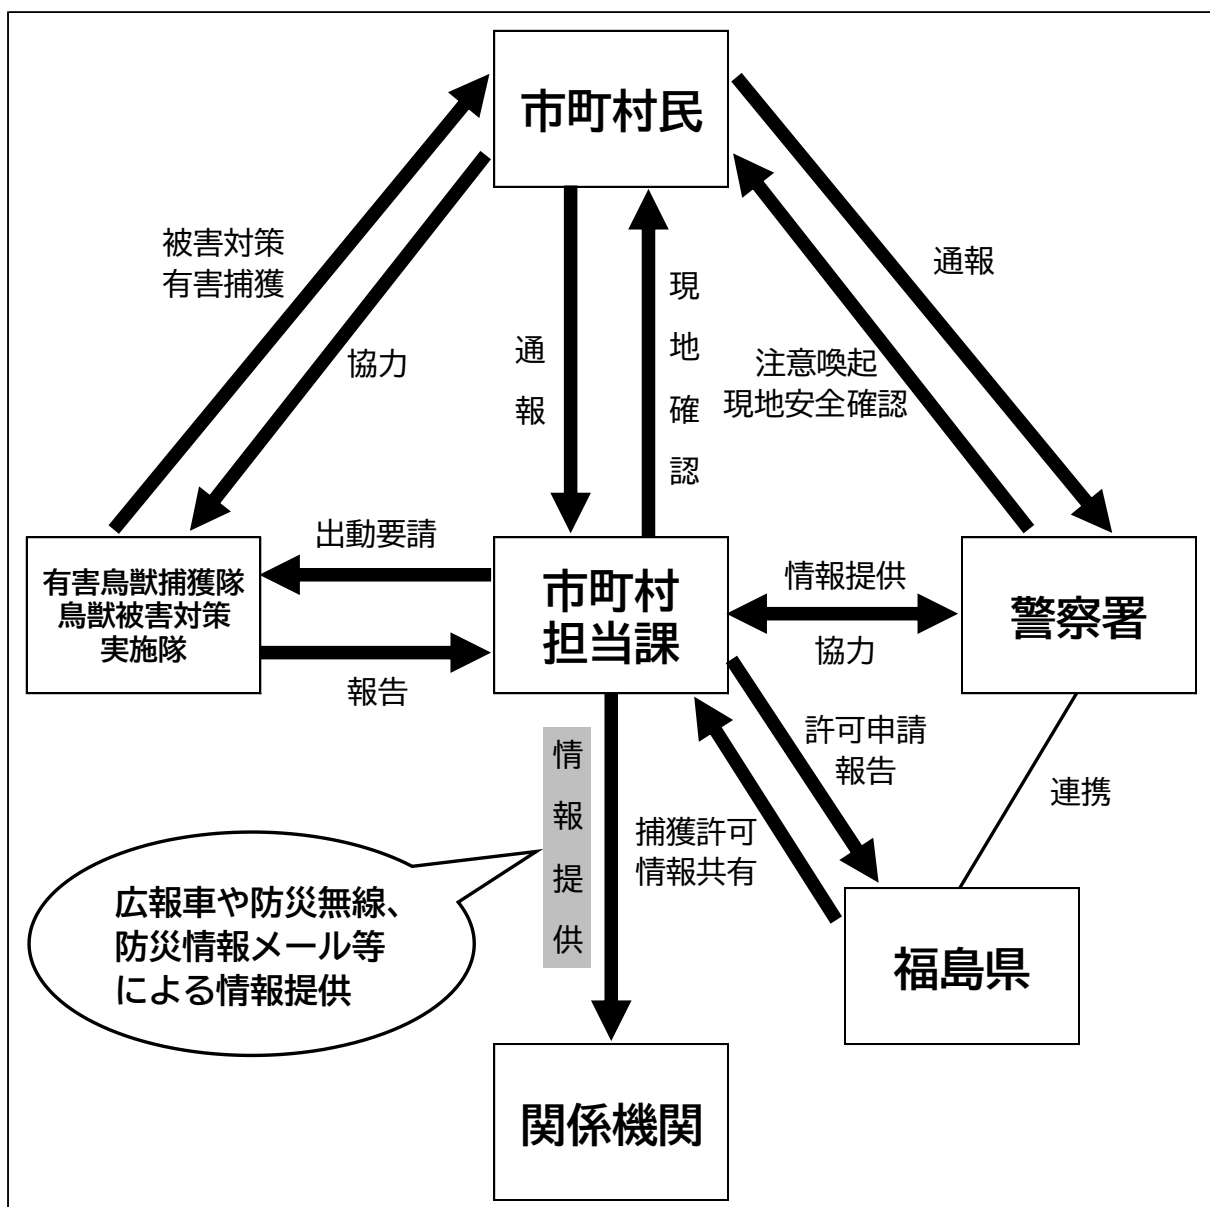 市町村民
被害対策
有害捕獲
協力
通報
現地確認
通報
注意喚起
現地安全確認
出動要請
有害鳥獣捕獲隊
鳥獣被害対策
実施隊
報告
市町村
担当課
情報提供
協力
警察署
許可申請
報告
連携
情報提供
捕獲許可
情報共有
広報車や防災無線、
防災情報メール等
による情報提供
福島県
関係機関